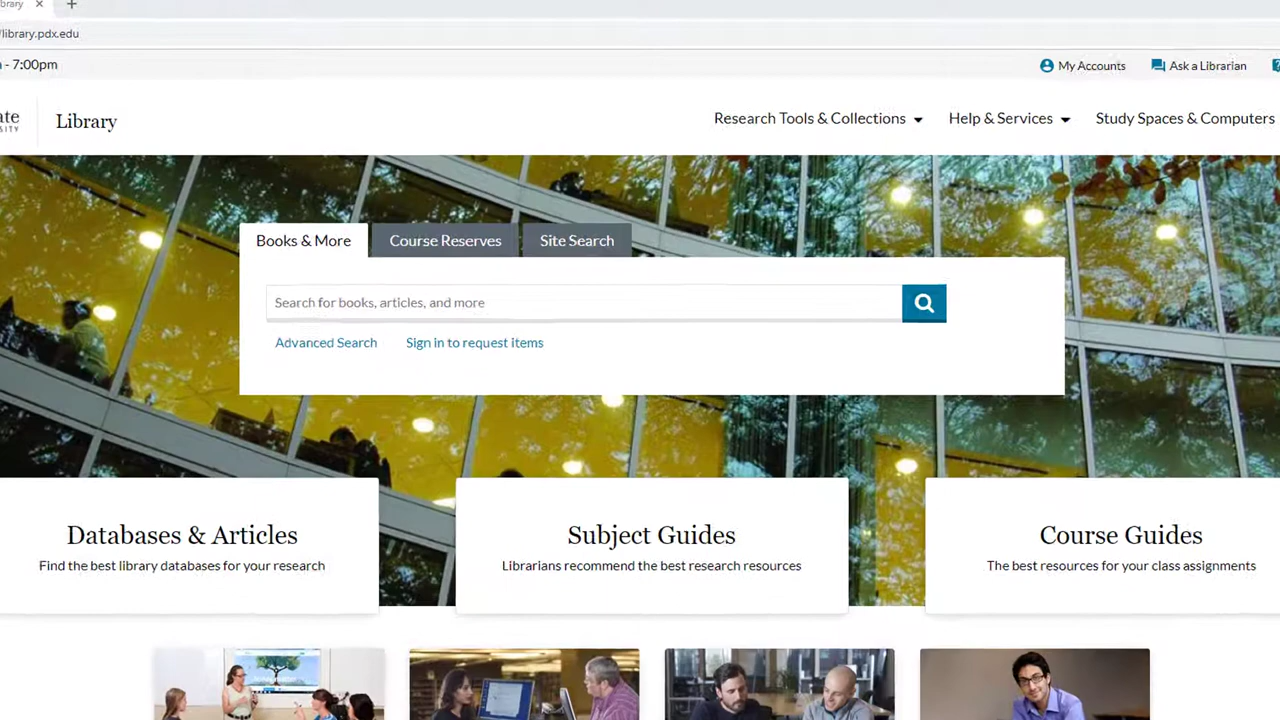 library
library.pdx.edu
- 7:00pm
My Accounts
Ask a Librarian
Library
Research Tools & Collections
Help & Services
Study Spaces & Computers
Books & More
Course Reserves
Site Search
Search for books, articles, and more
Advanced Search
Sign in to request items
Databases & Articles
Find the best library databases for your research
Subject Guides
Librarians recommend the best research resources
Course Guides
The best resources for your class assignments